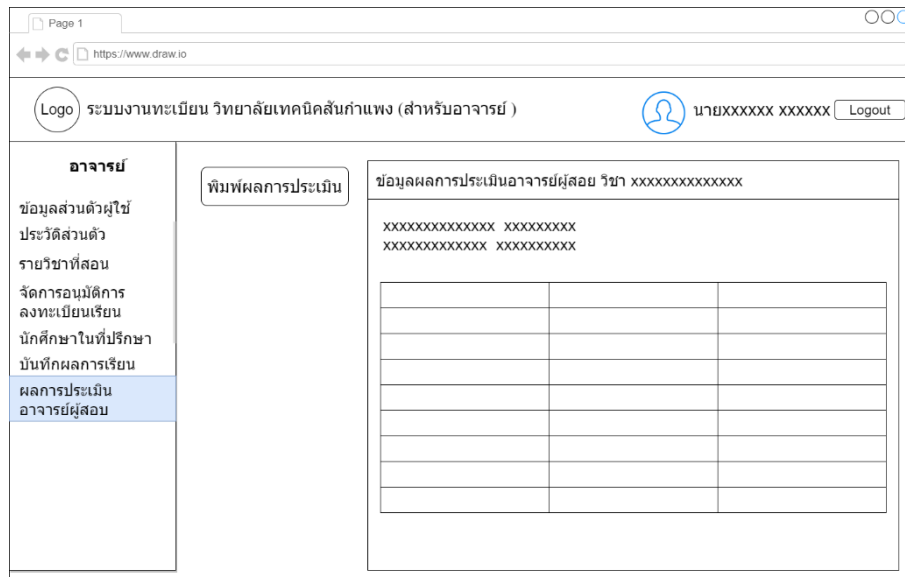 Page 1
https://www.draw.io
Logo
ระบบงานทะเบียน วิทยาลัยเทคนิคสันกำแพง (สำหรับอาจารย์ )
นายxxxxxx xxxxxx
Logout
อาจารย์
ข้อมูลส่วนตัวผู้ใช้
ประวัติส่วนตัว
รายวิชาที่สอน
จัดการอนุมัติการ
ลงทะเบียนเรียน
นักศึกษาในที่ปรึกษา
บันทึกผลการเรียน
ผลการประเมิน
อาจารย์ผู้สอบ
พิมพ์ผลการประเมิน
ข้อมูลผลการประเมินอาจารย์ผู้สอย วิชา xxxxxxxxxxxxxx
xxxxxxxxxxxxxx xxxxxxxxx
xxxxxxxxxxxxx xxxxxxxxxx